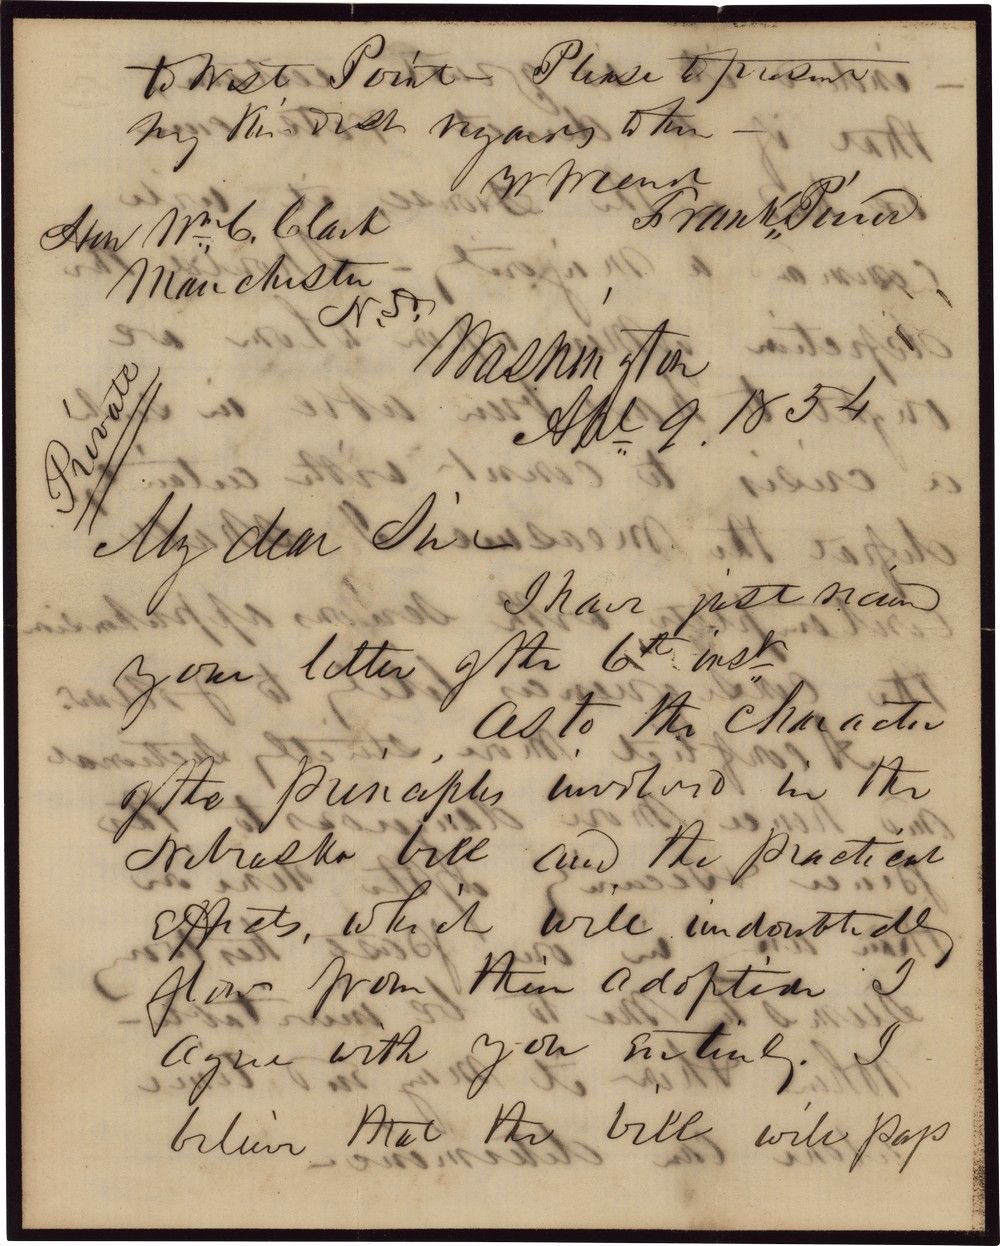 to West Point – Please to present
my kindest regards to her –
yr friend
Frank. Pierce
Hon Wm. C. Clark
Manchester
N. H.
Washington
Apl 9. 1854
Private
My dear Sir
I have just received
your letter of the 6th inst.
As to the character
of the principles involved in the
Nebraska bill and the practical
effects, which will undoubtedly
flow from their adoption I
agree with you entirely. I
believe that the bill will pass